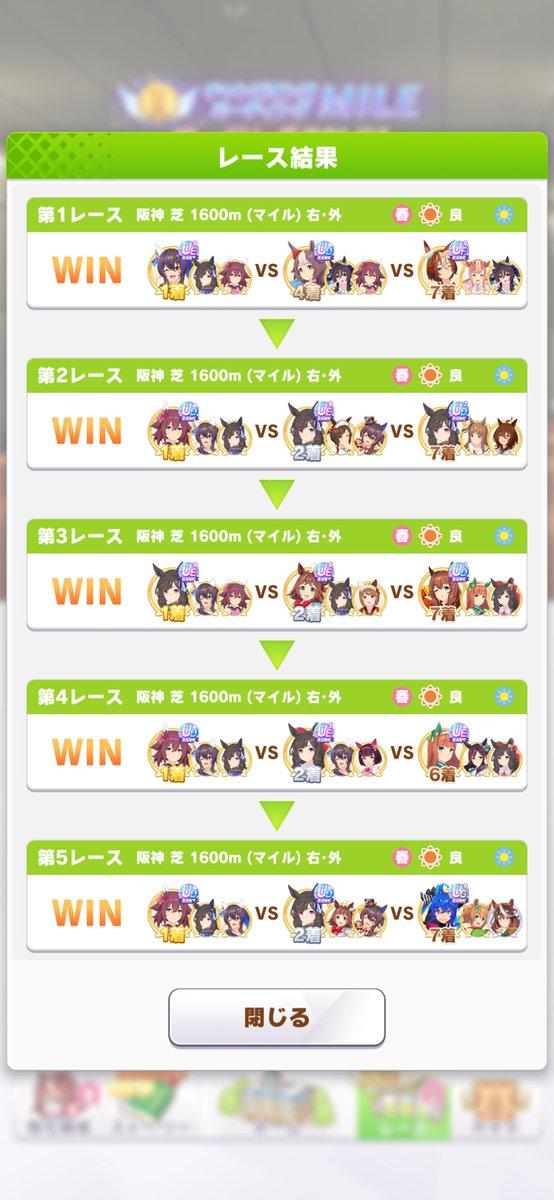 MILE
レース結果
第1レース 阪神 芝 1600m (マイル) 右・外 春 良
WIN 1着 VS 4着 VS 7着
第2レース 阪神 芝 1600m (マイル) 右・外 春 良
WIN 1着 VS 2着 VS 7着
第3レース 阪神 芝 1600m (マイル) 右・外 春 良
WIN 1着 VS 2着 VS 7着
第4レース 阪神 芝 1600m (マイル) 右・外 春 良
WIN 1着 VS 2着 VS 6着
第5レース 阪神 芝 1600m (マイル) 右・外 春 良
WIN 1着 VS 2着 VS 7着
閉じる